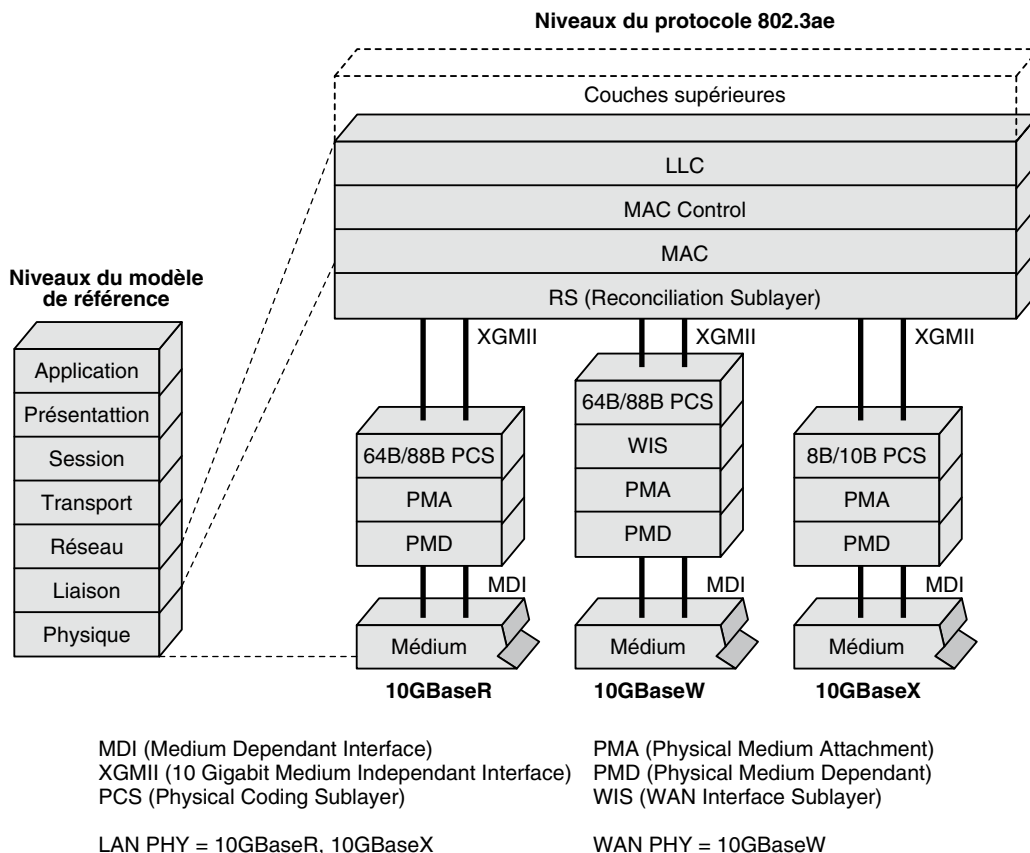 Niveaux du protocole 802.3ae
Couches supérieures
LLC
MAC Control
MAC
RS (Reconciliation Sublayer)
Niveaux du modèle
de référence
Application
Présentattion
Session
Transport
Réseau
Liaison
Physique
XGMII
64B/88B PCS
PMA
PMD
MDI
Médium
10GBaseR
XGMII
64B/88B PCS
WIS
PMA
PMD
MDI
Médium
10GBaseW
XGMII
8B/10B PCS
PMA
PMD
MDI
Médium
10GBaseX
MDI (Medium Dependant Interface)
XGMII (10 Gigabit Medium Independant Interface)
PCS (Physical Coding Sublayer)
PMA (Physical Medium Attachment)
PMD (Physical Medium Dependant)
WIS (WAN Interface Sublayer)
LAN PHY = 10GBaseR, 10GBaseX
WAN PHY = 10GBaseW